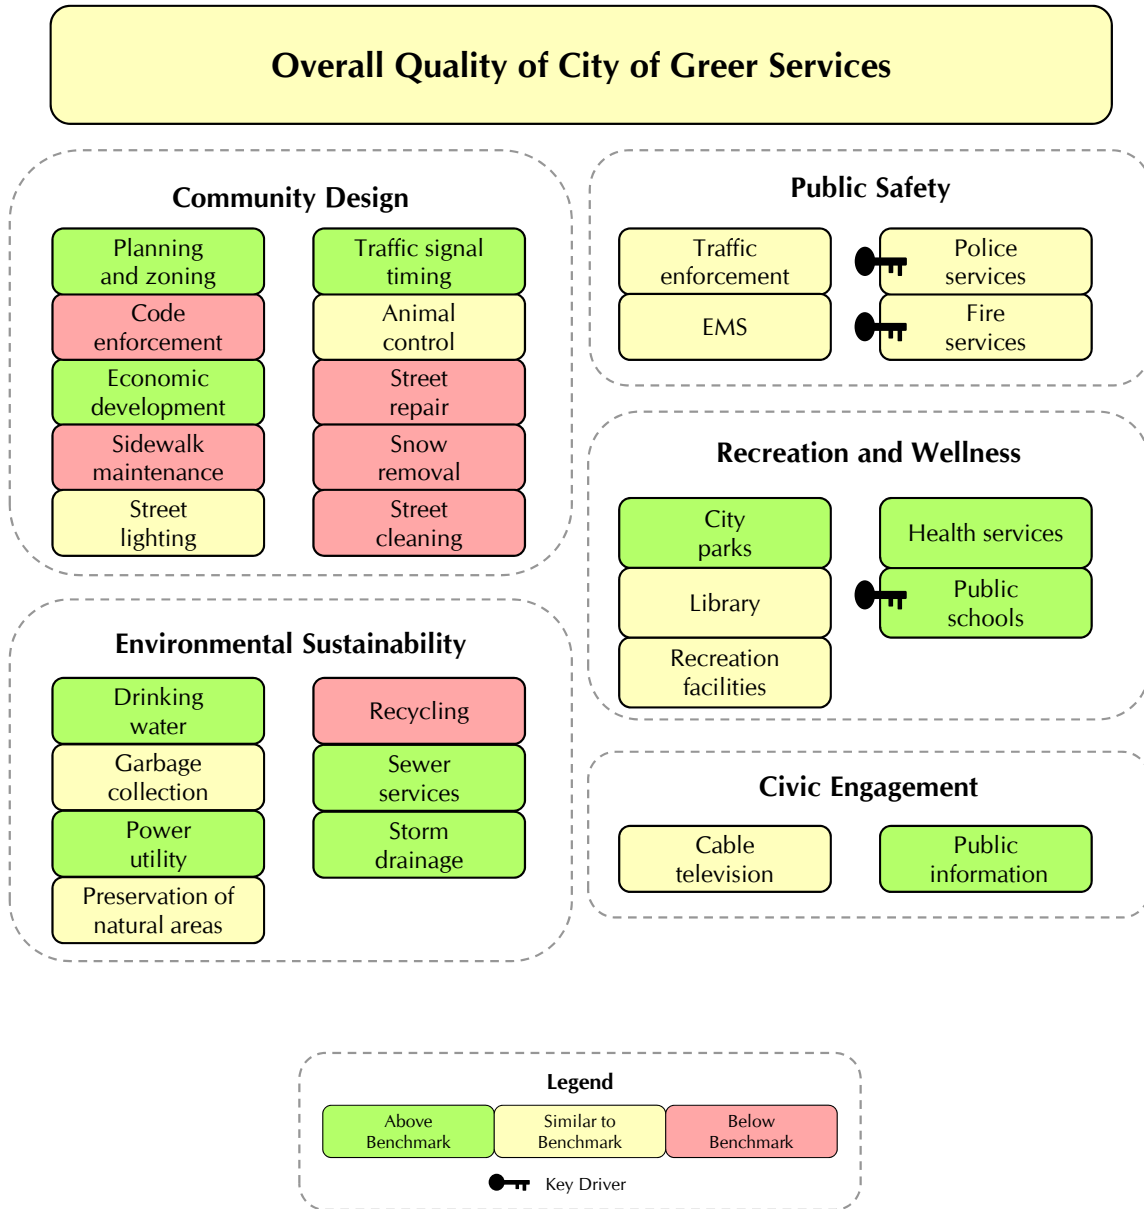 Overall Quality of City of Greer Services
Community Design
Planning
and zoning
Code
enforcement
Economic
development
Sidewalk
maintenance
Street
lighting
Traffic signal
timing
Animal
control
Street
repair
Snow
removal
Street
cleaning
Public Safety
Traffic
enforcement
EMS
Police
services
Fire
services
Recreation and Wellness
City
parks
Library
Recreation
facilities
Health services
Public
schools
Environmental Sustainability
Drinking
water
Garbage
collection
Power
utility
Preservation of
natural areas
Recycling
Sewer
services
Storm
drainage
Civic Engagement
Cable
television
Public
information
Legend
Above
Benchmark
Similar to
Benchmark
Below
Benchmark
Key Driver